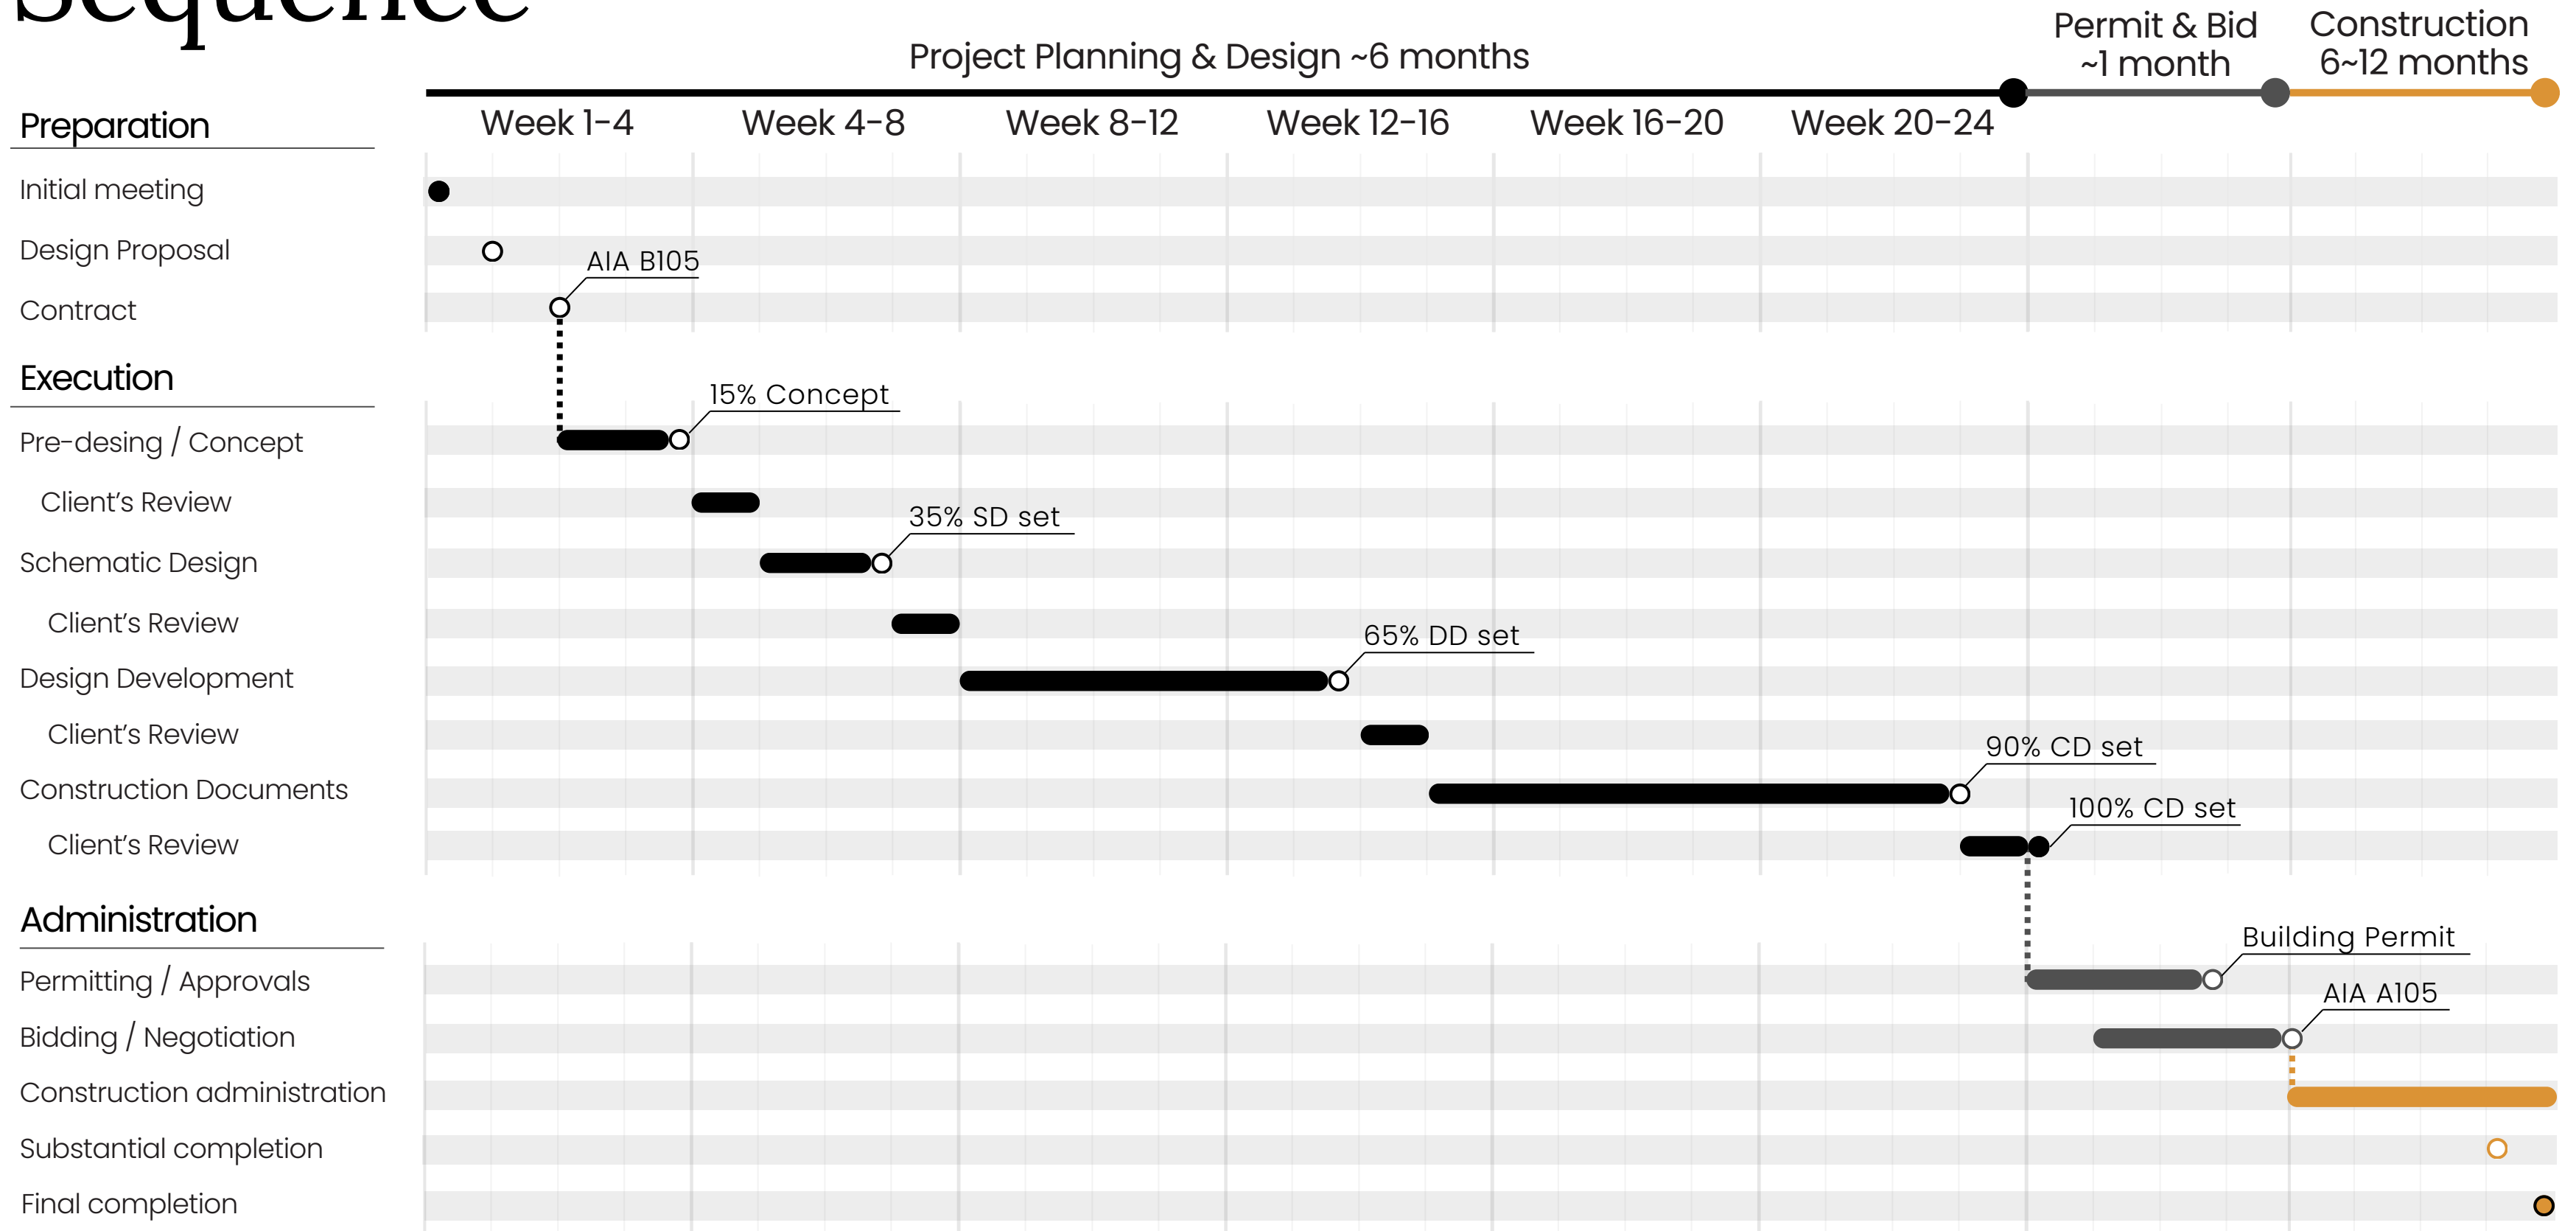 Sequence
Project Planning & Design ~6 months
Permit & Bid
~1 month
Construction
6~12 months
Week 1-4
Week 4-8
Week 8-12
Week 12-16
Week 16-20
Week 20-24
Preparation
Initial meeting
Design Proposal
AIA B105
Contract
Execution
15% Concept
Pre-desing / Concept
Client’s Review
35% SD set
Schematic Design
Client’s Review
65% DD set
Design Development
Client’s Review
90% CD set
Construction Documents
100% CD set
Client’s Review
Administration
Building Permit
Permitting / Approvals
AIA A105
Bidding / Negotiation
Construction administration
Substantial completion
Final completion